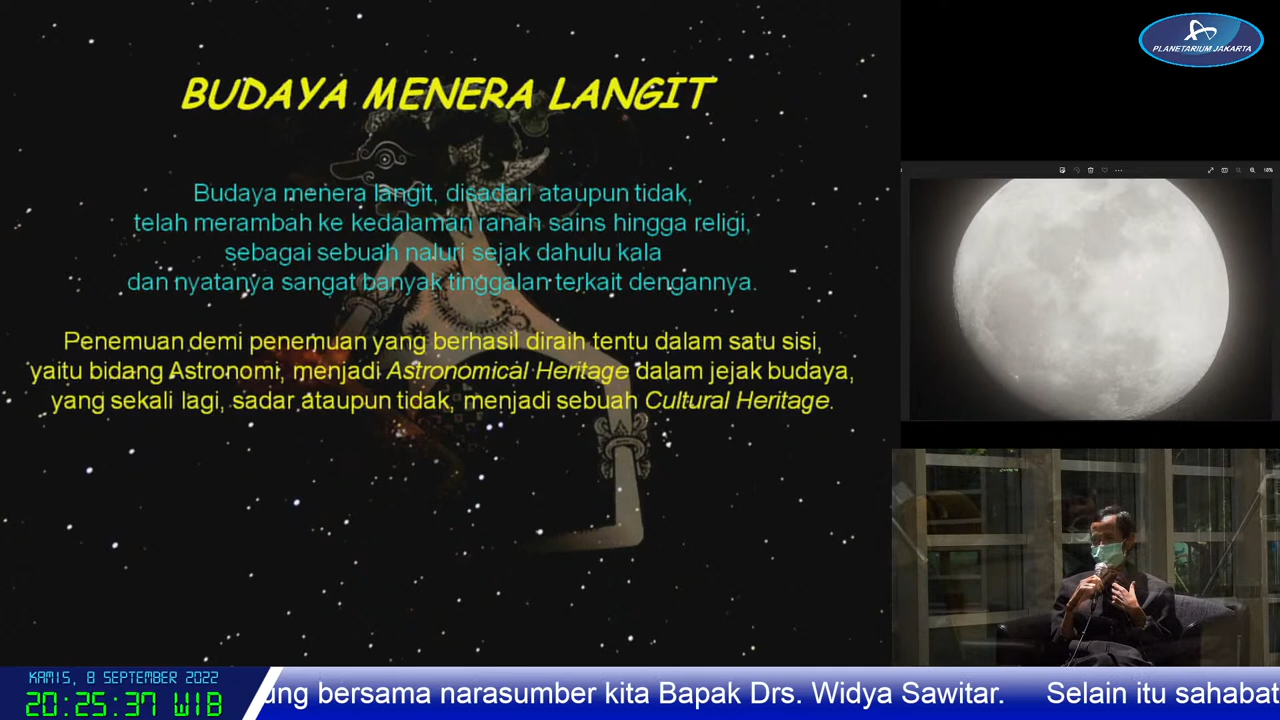 BUDAYA MENERA LANGIT
Budaya menera langit, disadari ataupun tidak,
telah merambah ke kedalaman ranah sains hingga religi,
sebagai sebuah naluri sejak dahulu kala
dan nyatanya sangat banyak tinggalan terkait dengannya.
Penemuan demi penemuan yang berhasil diraih tentu dalam satu sisi,
yaitu bidang Astronomi, menjadi Astronomical Heritage dalam jejak budaya,
yang sekali lagi, sadar ataupun tidak, menjadi sebuah Cultural Heritage.
PLANETARIUM JAKARTA
KAMIS, 8 SEPTEMBER 2022
20:25:37 WIB
ung bersama narasumber kita Bapak Drs. Widya Sawitar. Selain itu sahabat